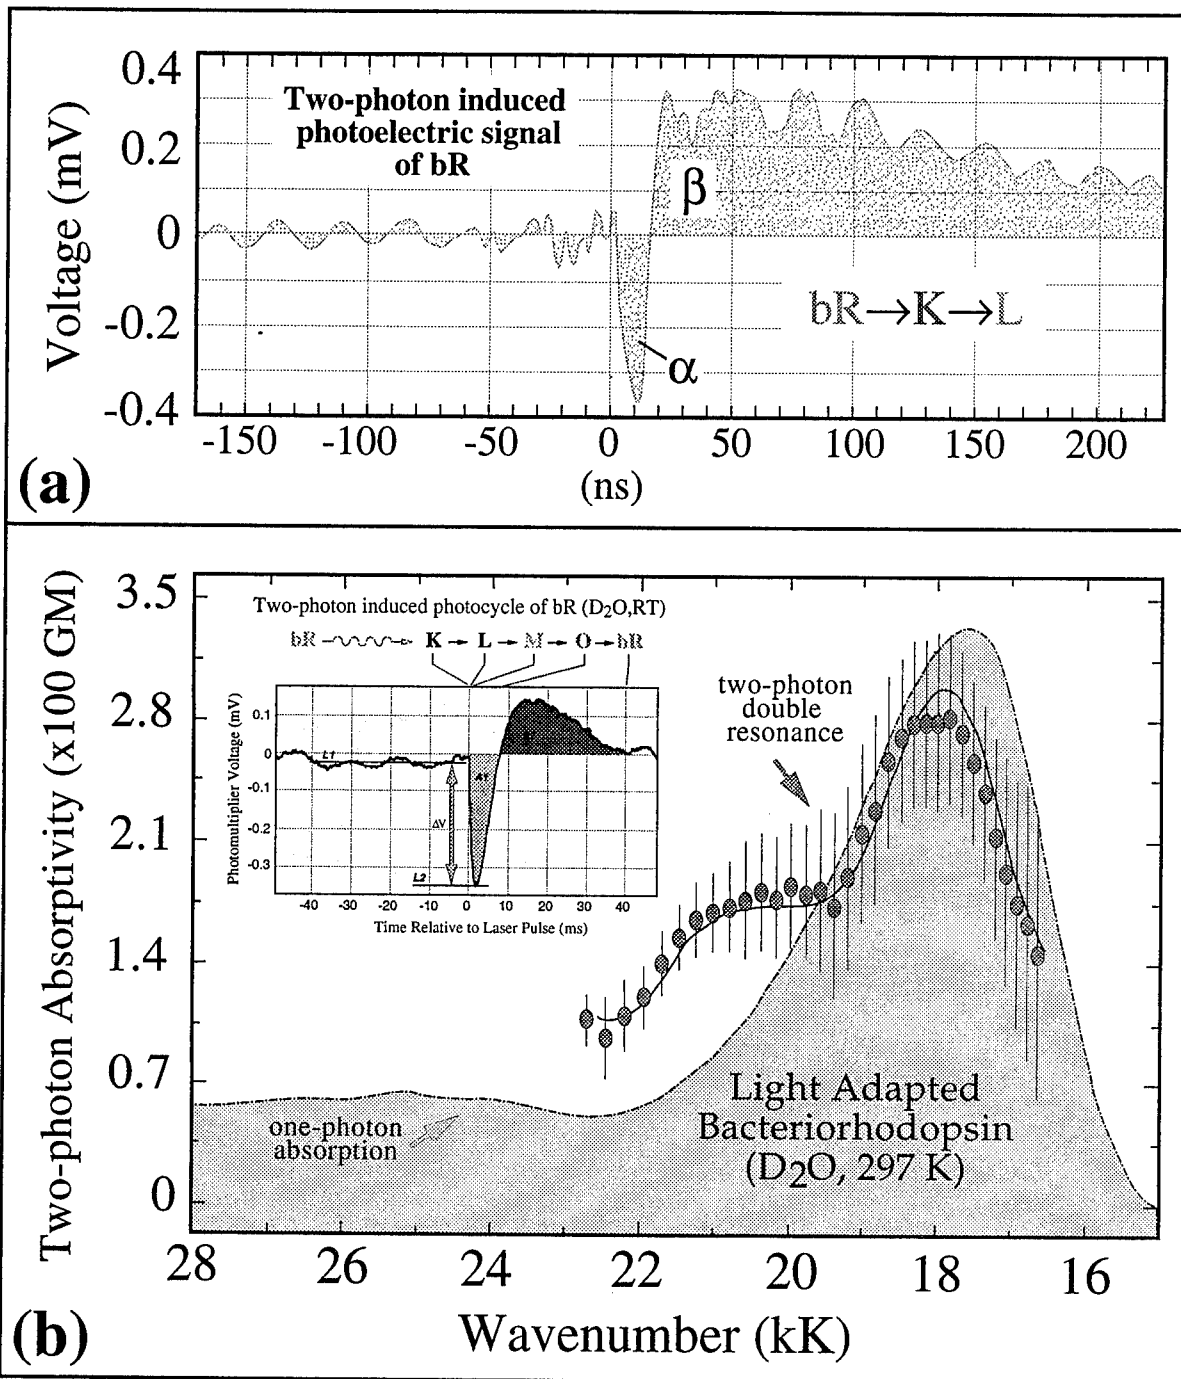 0.4
0.2
0
-0.2
-0.4
Voltage (mV)
Two-photon induced
photoelectric signal
of bR
β
α
bR→K→L
-150 -100 -50 0 50 100 150 200
(ns)
(a)
Two-photon Absorptivity (x100 GM)
3.5
2.8
2.1
1.4
0.7
0
Two-photon induced photocycle of bR (D₂O,RT)
bR K → L → M → O → bR
Photomultiplier Voltage (mV)
0.1
0
-0.1
-0.2
-0.3
L1
A1
ΔV
L2
-40 -30 -20 -10 0 10 20 30 40
Time Relative to Laser Pulse (ms)
two-photon
double
resonance
one-photon
absorption
Light Adapted
Bacteriorhodopsin
(D₂O, 297 K)
28 26 24 22 20 18 16
Wavenumber (kK)
(b)